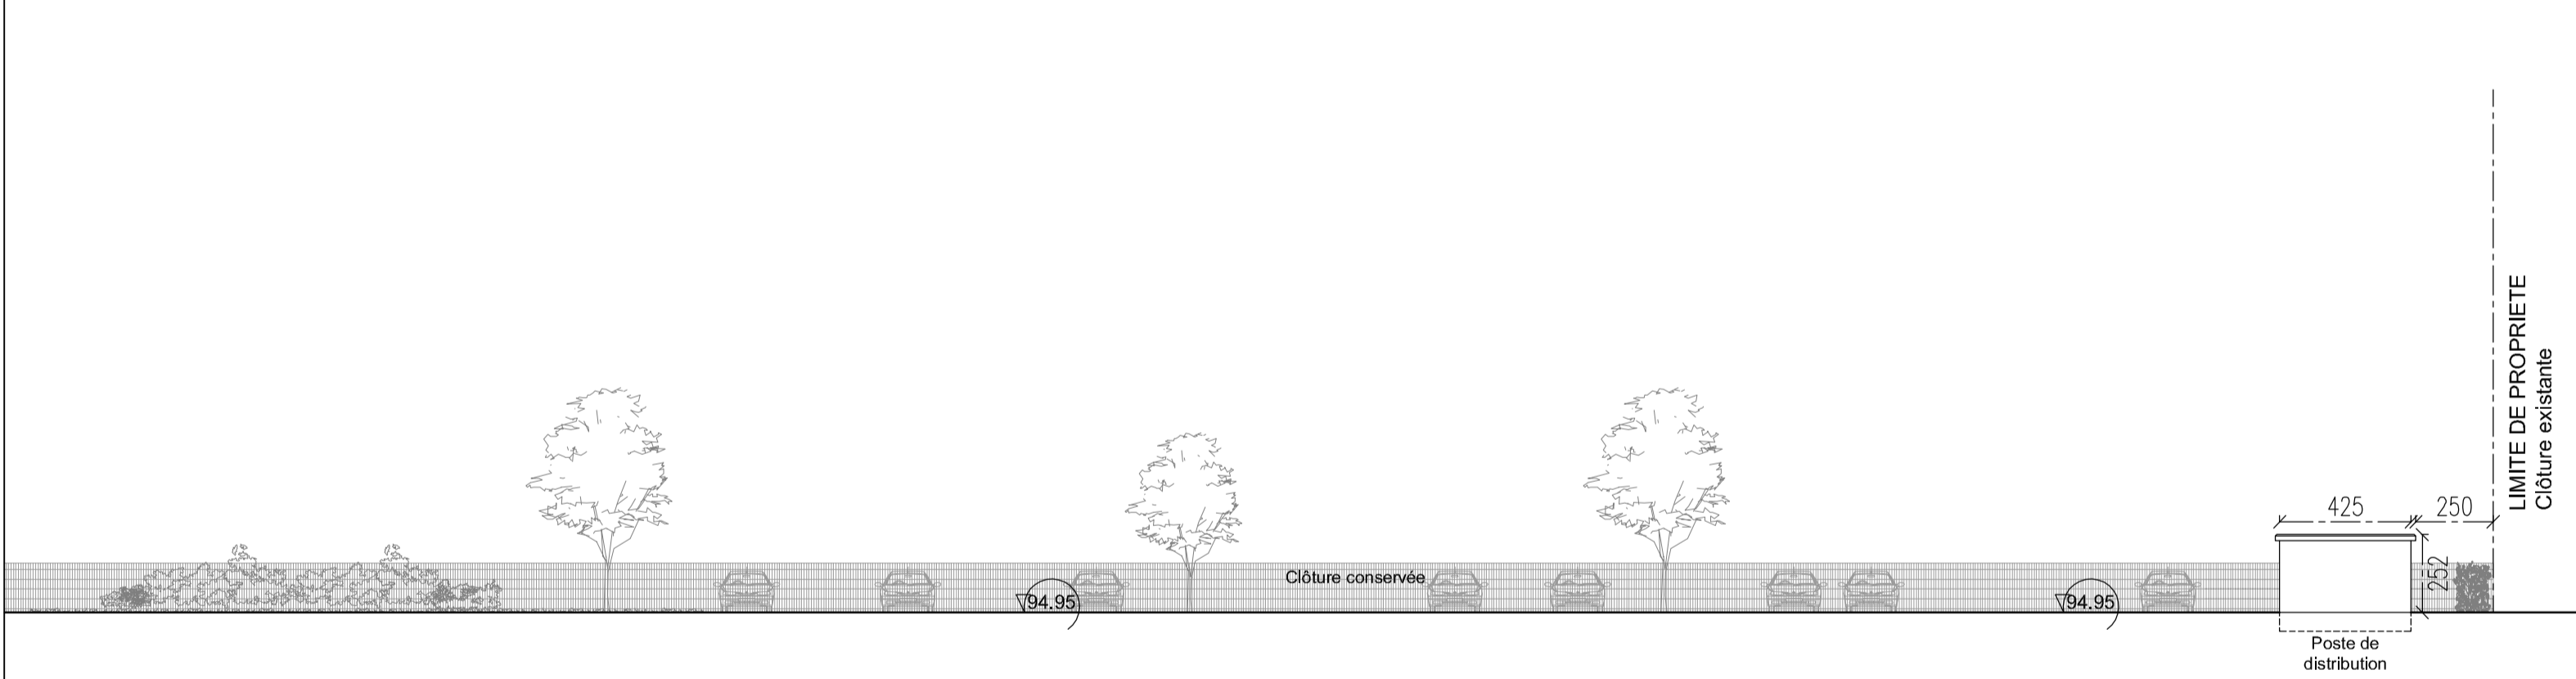 LIMITE DE PROPRIETE
Clôture existante
425
250
252
Clôture conservée
94.95
94.95
Poste de
distribution